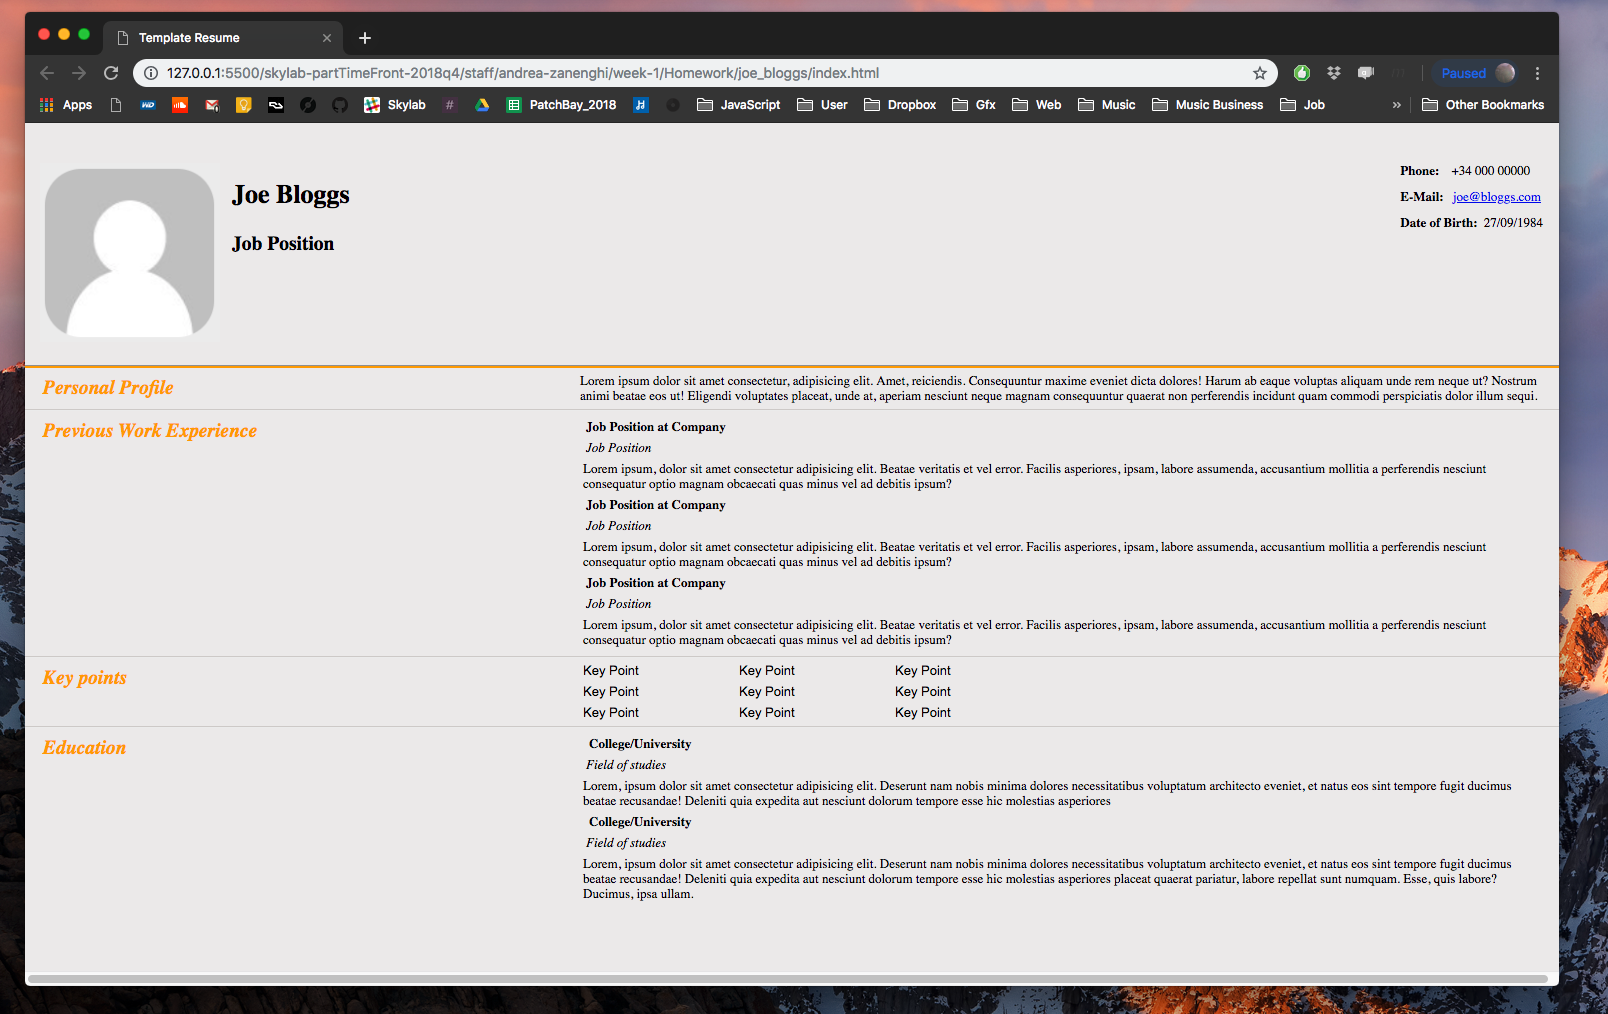 Template Resume
127.0.0.1:5500/skylab-partTimeFront-2018q4/staff/andrea-zanenghi/week-1/Homework/joe_bloggs/index.html
Paused
Apps
Skylab
PatchBay_2018
JavaScript
User
Dropbox
Gfx
Web
Music
Music Business
Job
» Other Bookmarks
Joe Bloggs
Job Position
Phone: +34 000 00000
E-Mail: joe@bloggs.com
Date of Birth: 27/09/1984
Personal Profile
Lorem ipsum dolor sit amet consectetur, adipisicing elit. Amet, reiciendis. Consequuntur maxime eveniet dicta dolores! Harum ab eaque voluptas aliquam unde rem neque ut? Nostrum
animi beatae eos ut! Eligendi voluptates placeat, unde at, aperiam nesciunt neque magnam consequuntur quaerat non perferendis incidunt quam commodi perspiciatis dolor illum sequi.
Previous Work Experience
Job Position at Company
Job Position
Lorem ipsum, dolor sit amet consectetur adipisicing elit. Beatae veritatis et vel error. Facilis asperiores, ipsam, labore assumenda, accusantium mollitia a perferendis nesciunt
consequatur optio magnam obcaecati quas minus vel ad debitis ipsum?
Job Position at Company
Job Position
Lorem ipsum, dolor sit amet consectetur adipisicing elit. Beatae veritatis et vel error. Facilis asperiores, ipsam, labore assumenda, accusantium mollitia a perferendis nesciunt
consequatur optio magnam obcaecati quas minus vel ad debitis ipsum?
Job Position at Company
Job Position
Lorem ipsum, dolor sit amet consectetur adipisicing elit. Beatae veritatis et vel error. Facilis asperiores, ipsam, labore assumenda, accusantium mollitia a perferendis nesciunt
consequatur optio magnam obcaecati quas minus vel ad debitis ipsum?
Key points
Key Point Key Point Key Point
Key Point Key Point Key Point
Key Point Key Point Key Point
Education
College/University
Field of studies
Lorem, ipsum dolor sit amet consectetur adipisicing elit. Deserunt nam nobis minima dolores necessitatibus voluptatum architecto eveniet, et natus eos sint tempore fugit ducimus
beatae recusandae! Deleniti quia expedita aut nesciunt dolorum tempore esse hic molestias asperiores
College/University
Field of studies
Lorem, ipsum dolor sit amet consectetur adipisicing elit. Deserunt nam nobis minima dolores necessitatibus voluptatum architecto eveniet, et natus eos sint tempore fugit ducimus
beatae recusandae! Deleniti quia expedita aut nesciunt dolorum tempore esse hic molestias asperiores placeat quaerat pariatur, labore repellat sunt numquam. Esse, quis labore?
Ducimus, ipsa ullam.